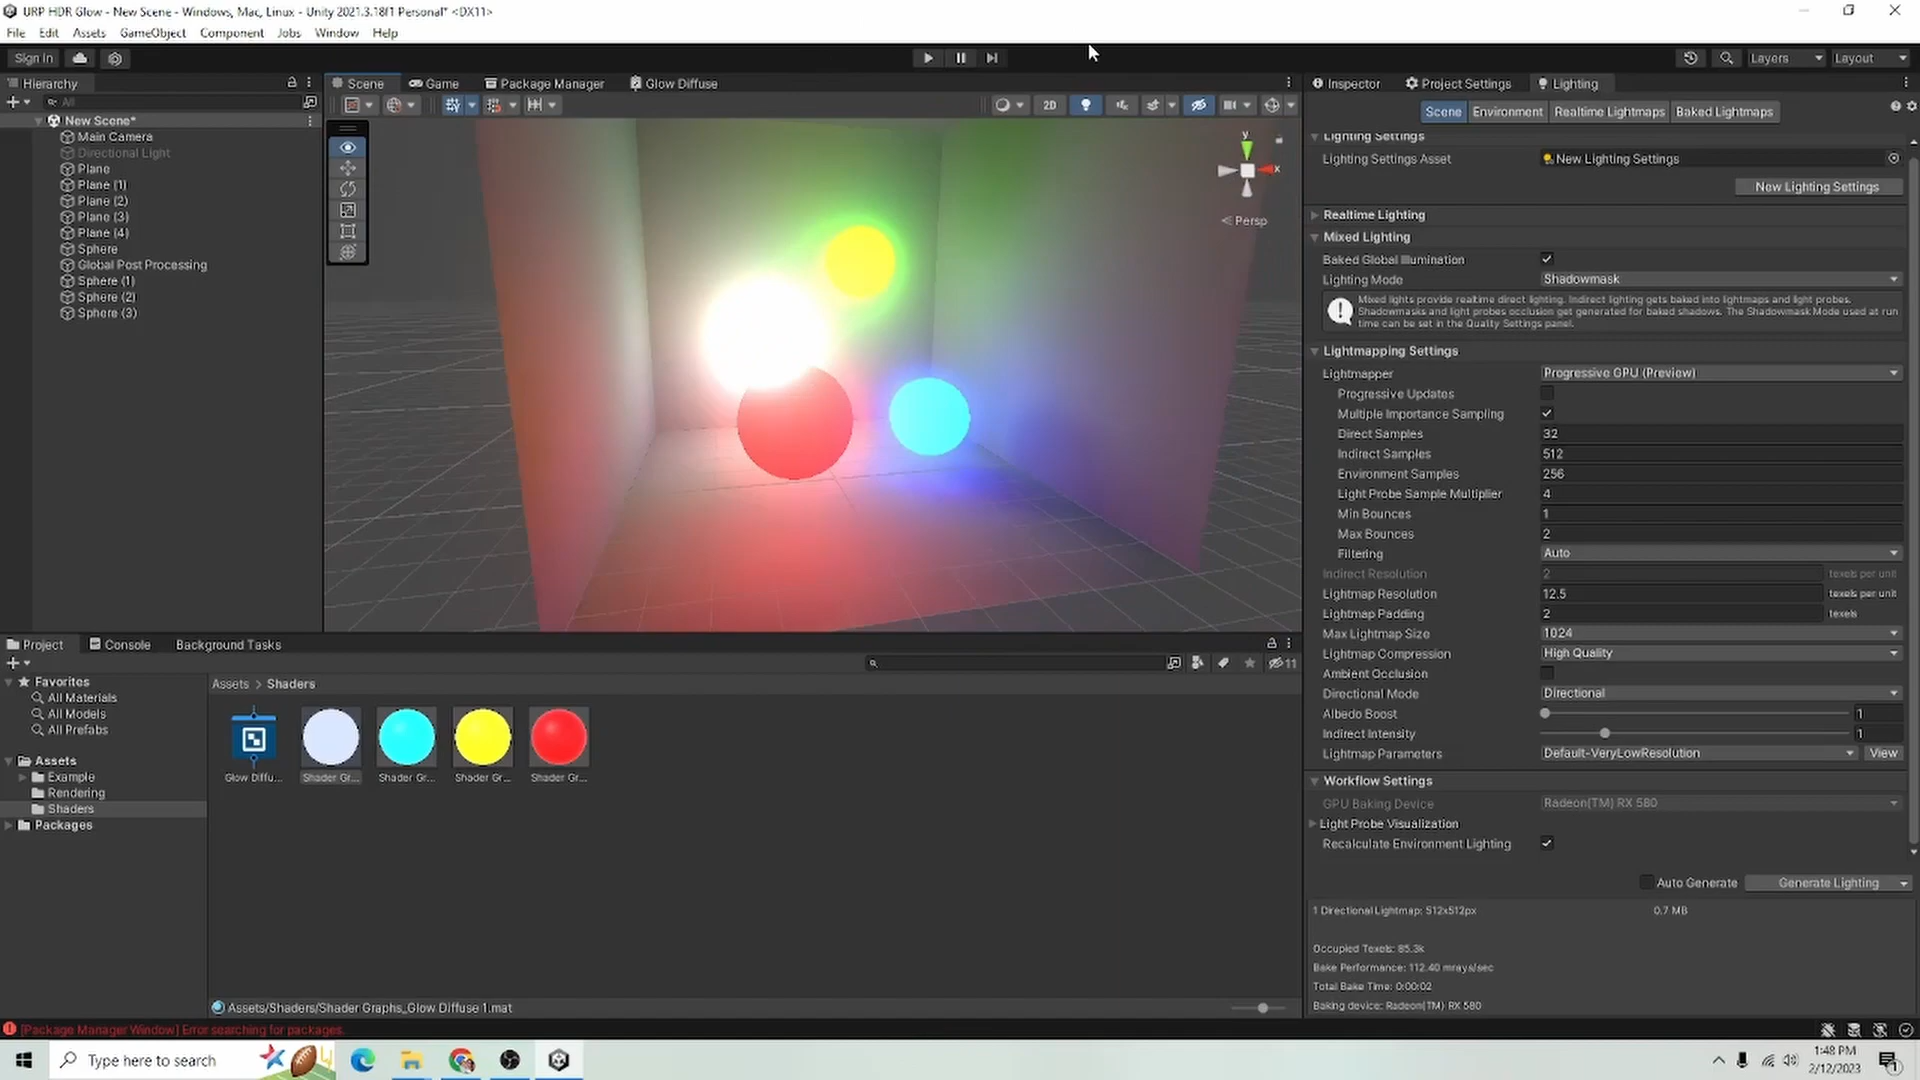 URP HDR Glow - New Scene - Windows, Mac, Linux - Unity 2021.3.18f1 Personal* <DX11>
File Edit Assets GameObject Component Jobs Window Help
Sign In
Layers
Layout
Hierarchy
All
New Scene*
Main Camera
Directional Light
Plane
Plane (1)
Plane (2)
Plane (3)
Plane (4)
Sphere
Global Post Processing
Sphere (1)
Sphere (2)
Sphere (3)
Scene Game Package Manager Glow Diffuse
2D
y
x
< Persp
Inspector Project Settings Lighting
Scene Environment Realtime Lightmaps Baked Lightmaps
Lighting Settings
Lighting Settings Asset New Lighting Settings
New Lighting Settings
Realtime Lighting
Mixed Lighting
Baked Global Illumination
Lighting Mode Shadowmask
Mixed lights provide realtime direct lighting. Indirect lighting gets baked into lightmaps and light probes.
Shadowmasks and light probes occlusion get generated for baked shadows. The Shadowmask Mode used at run
time can be set in the Quality Settings panel.
Lightmapping Settings
Lightmapper Progressive GPU (Preview)
Progressive Updates
Multiple Importance Sampling
Direct Samples 32
Indirect Samples 512
Environment Samples 256
Light Probe Sample Multiplier 4
Min Bounces 1
Max Bounces 2
Filtering Auto
Indirect Resolution 2 texels per unit
Lightmap Resolution 12.5 texels per unit
Lightmap Padding 2 texels
Max Lightmap Size 1024
Lightmap Compression High Quality
Ambient Occlusion
Directional Mode Directional
Albedo Boost 1
Indirect Intensity 1
Lightmap Parameters Default-VeryLowResolution View
Workflow Settings
GPU Baking Device Radeon(TM) RX 580
Light Probe Visualization
Recalculate Environment Lighting
Auto Generate Generate Lighting
1 Directional Lightmap: 512x512px 0.7 MB
Occupied Texels: 85.3k
Bake Performance: 112.40 mrays/sec
Total Bake Time: 0:00:02
Baking device: Radeon(TM) RX 580
Project Console Background Tasks
11
Favorites
All Materials
All Models
All Prefabs
Assets
Example
Rendering
Shaders
Packages
Assets > Shaders
Glow Diffu... Shader Gr... Shader Gr... Shader Gr... Shader Gr...
Assets/Shaders/Shader Graphs_Glow Diffuse 1.mat
[Package Manager Window] Error searching for packages.
Type here to search
1:48 PM
2/12/2023
1